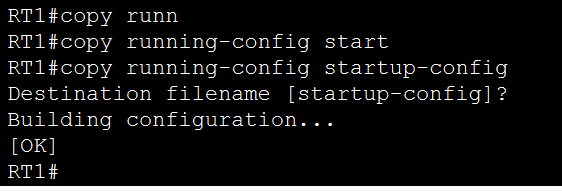 RT1#copy runn
RT1#copy running-config start
RT1#copy running-config startup-config
Destination filename [startup-config]?
Building configuration...
[OK]
RT1#